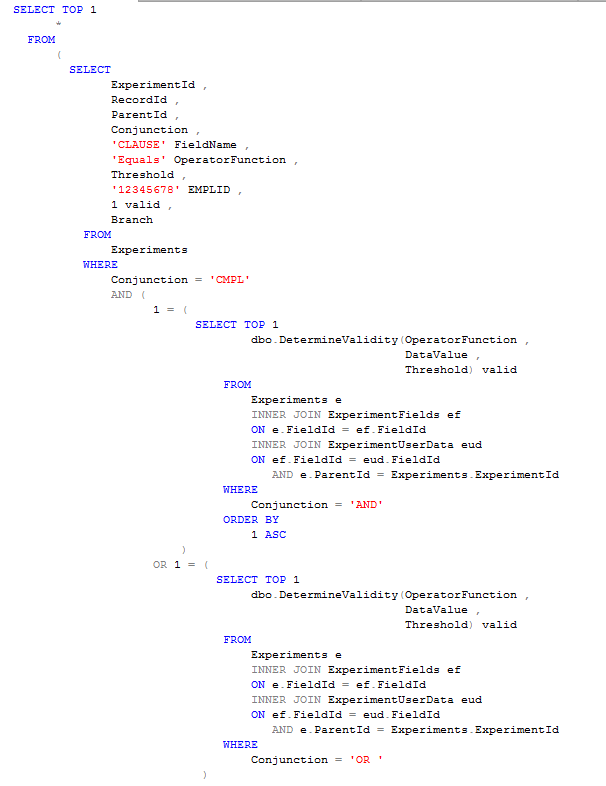 SELECT TOP 1
*
FROM
(
SELECT
ExperimentId ,
RecordId ,
ParentId ,
Conjunction ,
'CLAUSE' FieldName ,
'Equals' OperatorFunction ,
Threshold ,
'12345678' EMPLID ,
1 valid ,
Branch
FROM
Experiments
WHERE
Conjunction = 'CMPL'
AND (
1 = (
SELECT TOP 1
dbo.DetermineValidity(OperatorFunction ,
DataValue ,
Threshold) valid
FROM
Experiments e
INNER JOIN ExperimentFields ef
ON e.FieldId = ef.FieldId
INNER JOIN ExperimentUserData eud
ON ef.FieldId = eud.FieldId
AND e.ParentId = Experiments.ExperimentId
WHERE
Conjunction = 'AND'
ORDER BY
1 ASC
)
OR 1 = (
SELECT TOP 1
dbo.DetermineValidity(OperatorFunction ,
DataValue ,
Threshold) valid
FROM
Experiments e
INNER JOIN ExperimentFields ef
ON e.FieldId = ef.FieldId
INNER JOIN ExperimentUserData eud
ON ef.FieldId = eud.FieldId
AND e.ParentId = Experiments.ExperimentId
WHERE
Conjunction = 'OR '
)